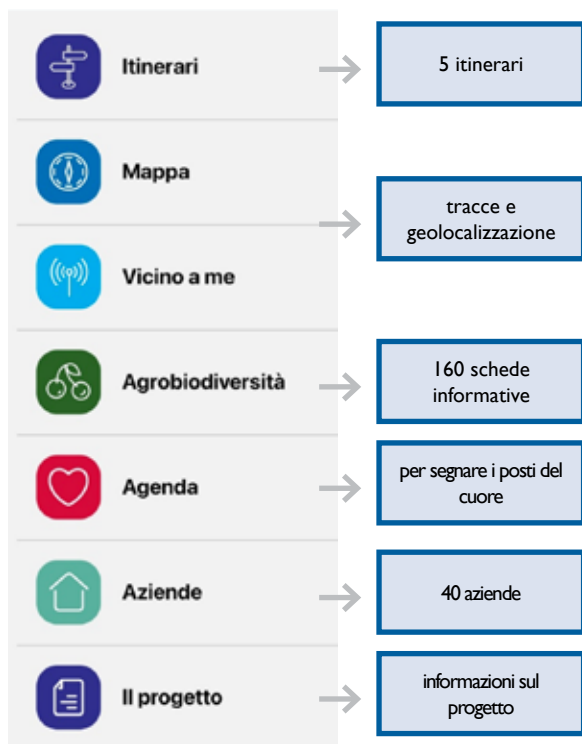 Itinerari
5 itinerari
Mappa
tracce e
geolocalizzazione
Vicino a me
Agrobiodiversità
160 schede
informative
Agenda
per segnare i posti del
cuore
Aziende
40 aziende
Il progetto
informazioni sul
progetto